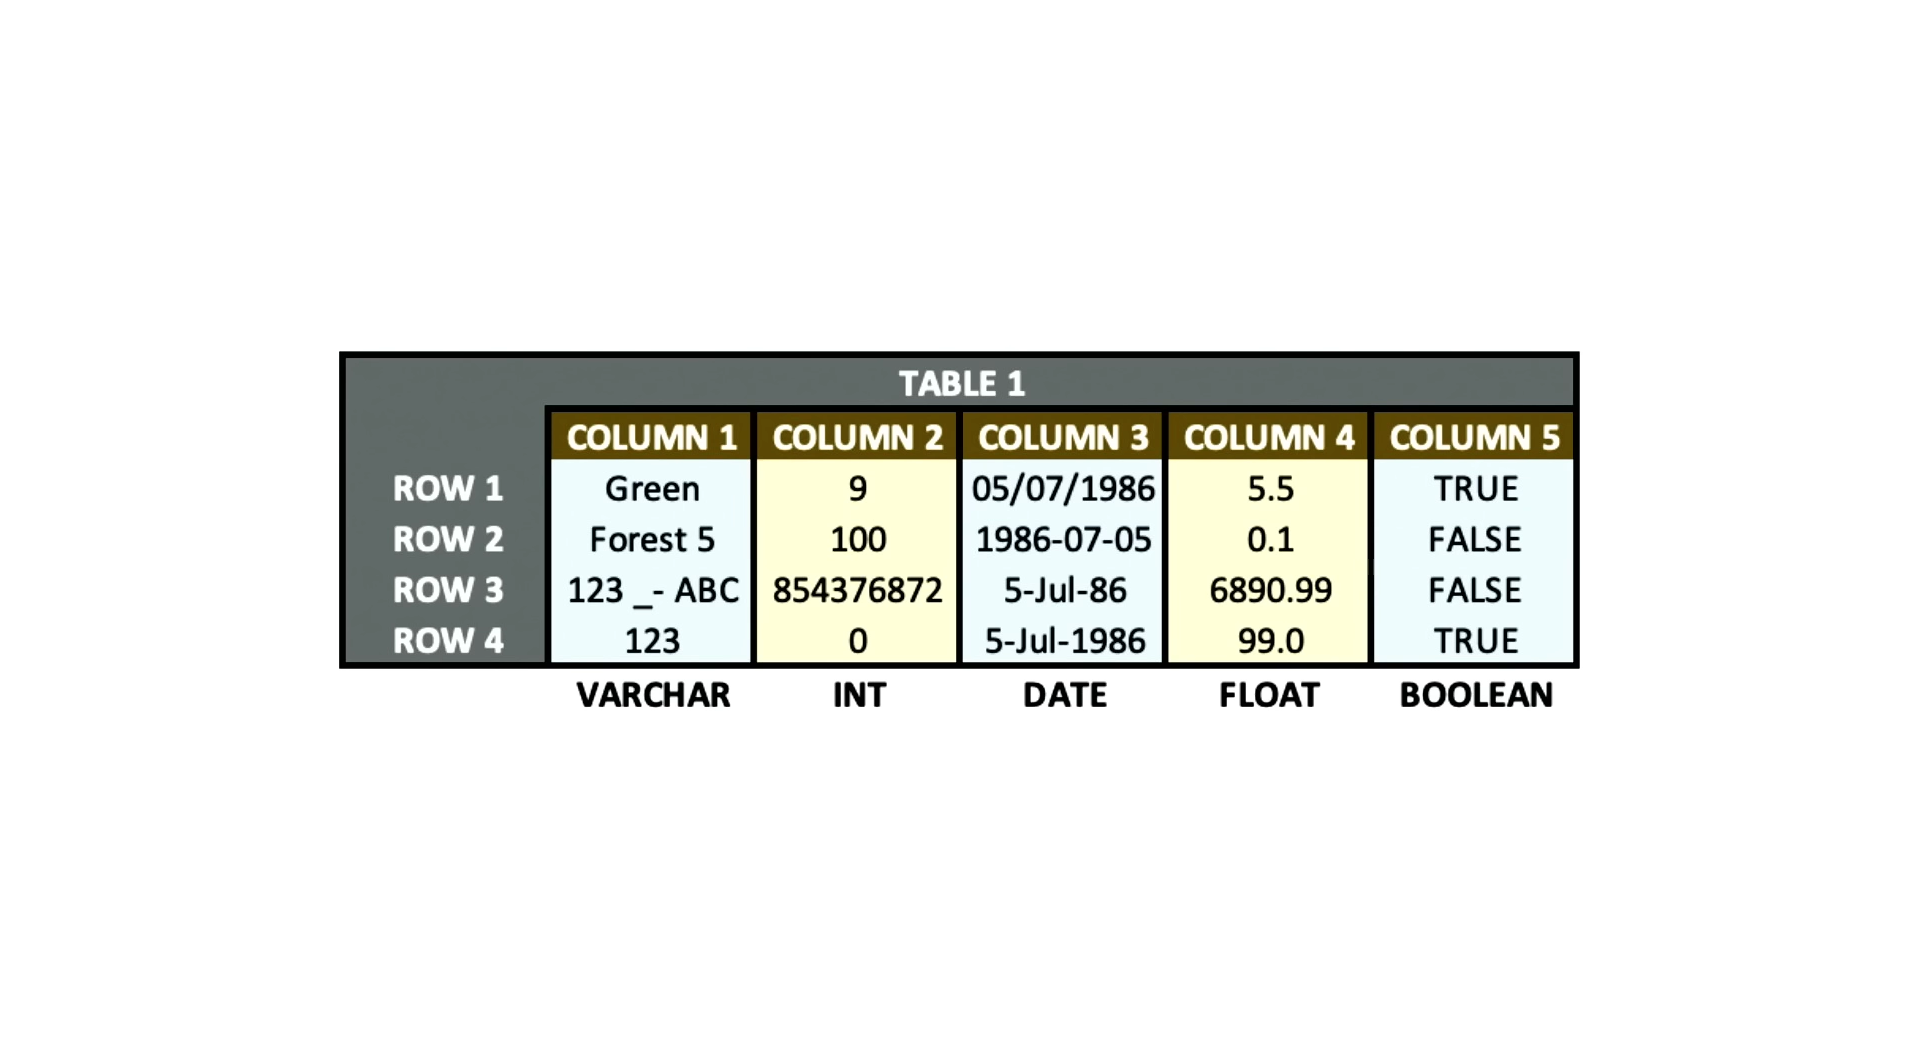 TABLE 1
COLUMN 1 COLUMN 2 COLUMN 3 COLUMN 4 COLUMN 5
ROW 1 Green 9 05/07/1986 5.5 TRUE
ROW 2 Forest 5 100 1986-07-05 0.1 FALSE
ROW 3 123 _- ABC 854376872 5-Jul-86 6890.99 FALSE
ROW 4 123 0 5-Jul-1986 99.0 TRUE
VARCHAR INT DATE FLOAT BOOLEAN